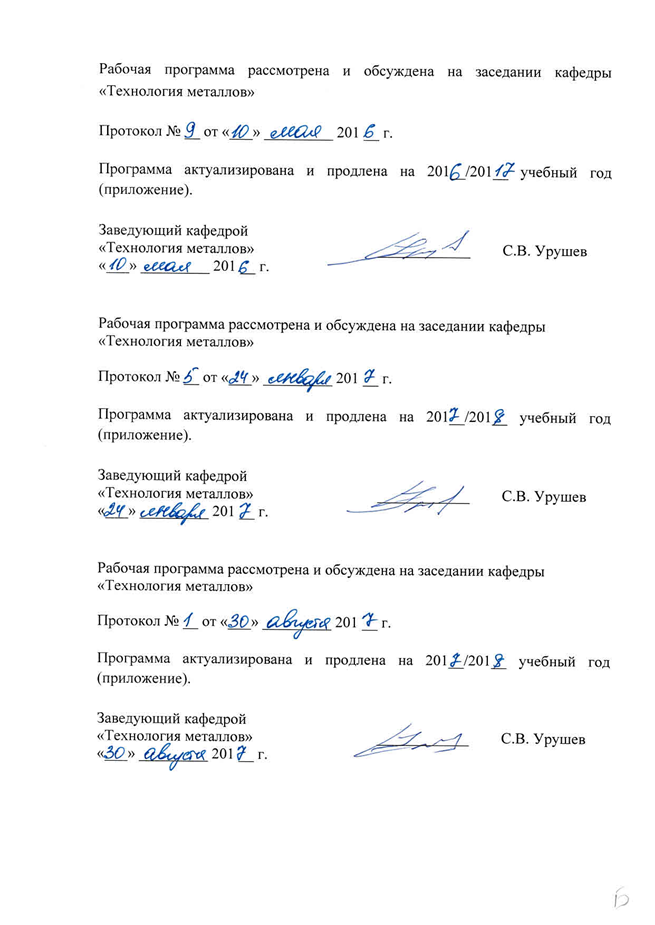 Рабочая программа рассмотрена и обсуждена на заседании кафедры
«Технология металлов»
Протокол № 9 от «10» мая 2016 г.
Программа актуализирована и продлена на 2016/2017 учебный год
(приложение).
Заведующий кафедрой
«Технология металлов»
«10» мая 2016 г. С.В. Урушев
Рабочая программа рассмотрена и обсуждена на заседании кафедры
«Технология металлов»
Протокол № 5 от «24» января 2017 г.
Программа актуализирована и продлена на 2017/2018 учебный год
(приложение).
Заведующий кафедрой
«Технология металлов» С.В. Урушев
«24» января 2017 г.
Рабочая программа рассмотрена и обсуждена на заседании кафедры
«Технология металлов»
Протокол № 1 от «30» августа 2017 г.
Программа актуализирована и продлена на 2017/2018 учебный год
(приложение).
Заведующий кафедрой
«Технология металлов» С.В. Урушев
«30» августа 2017 г.